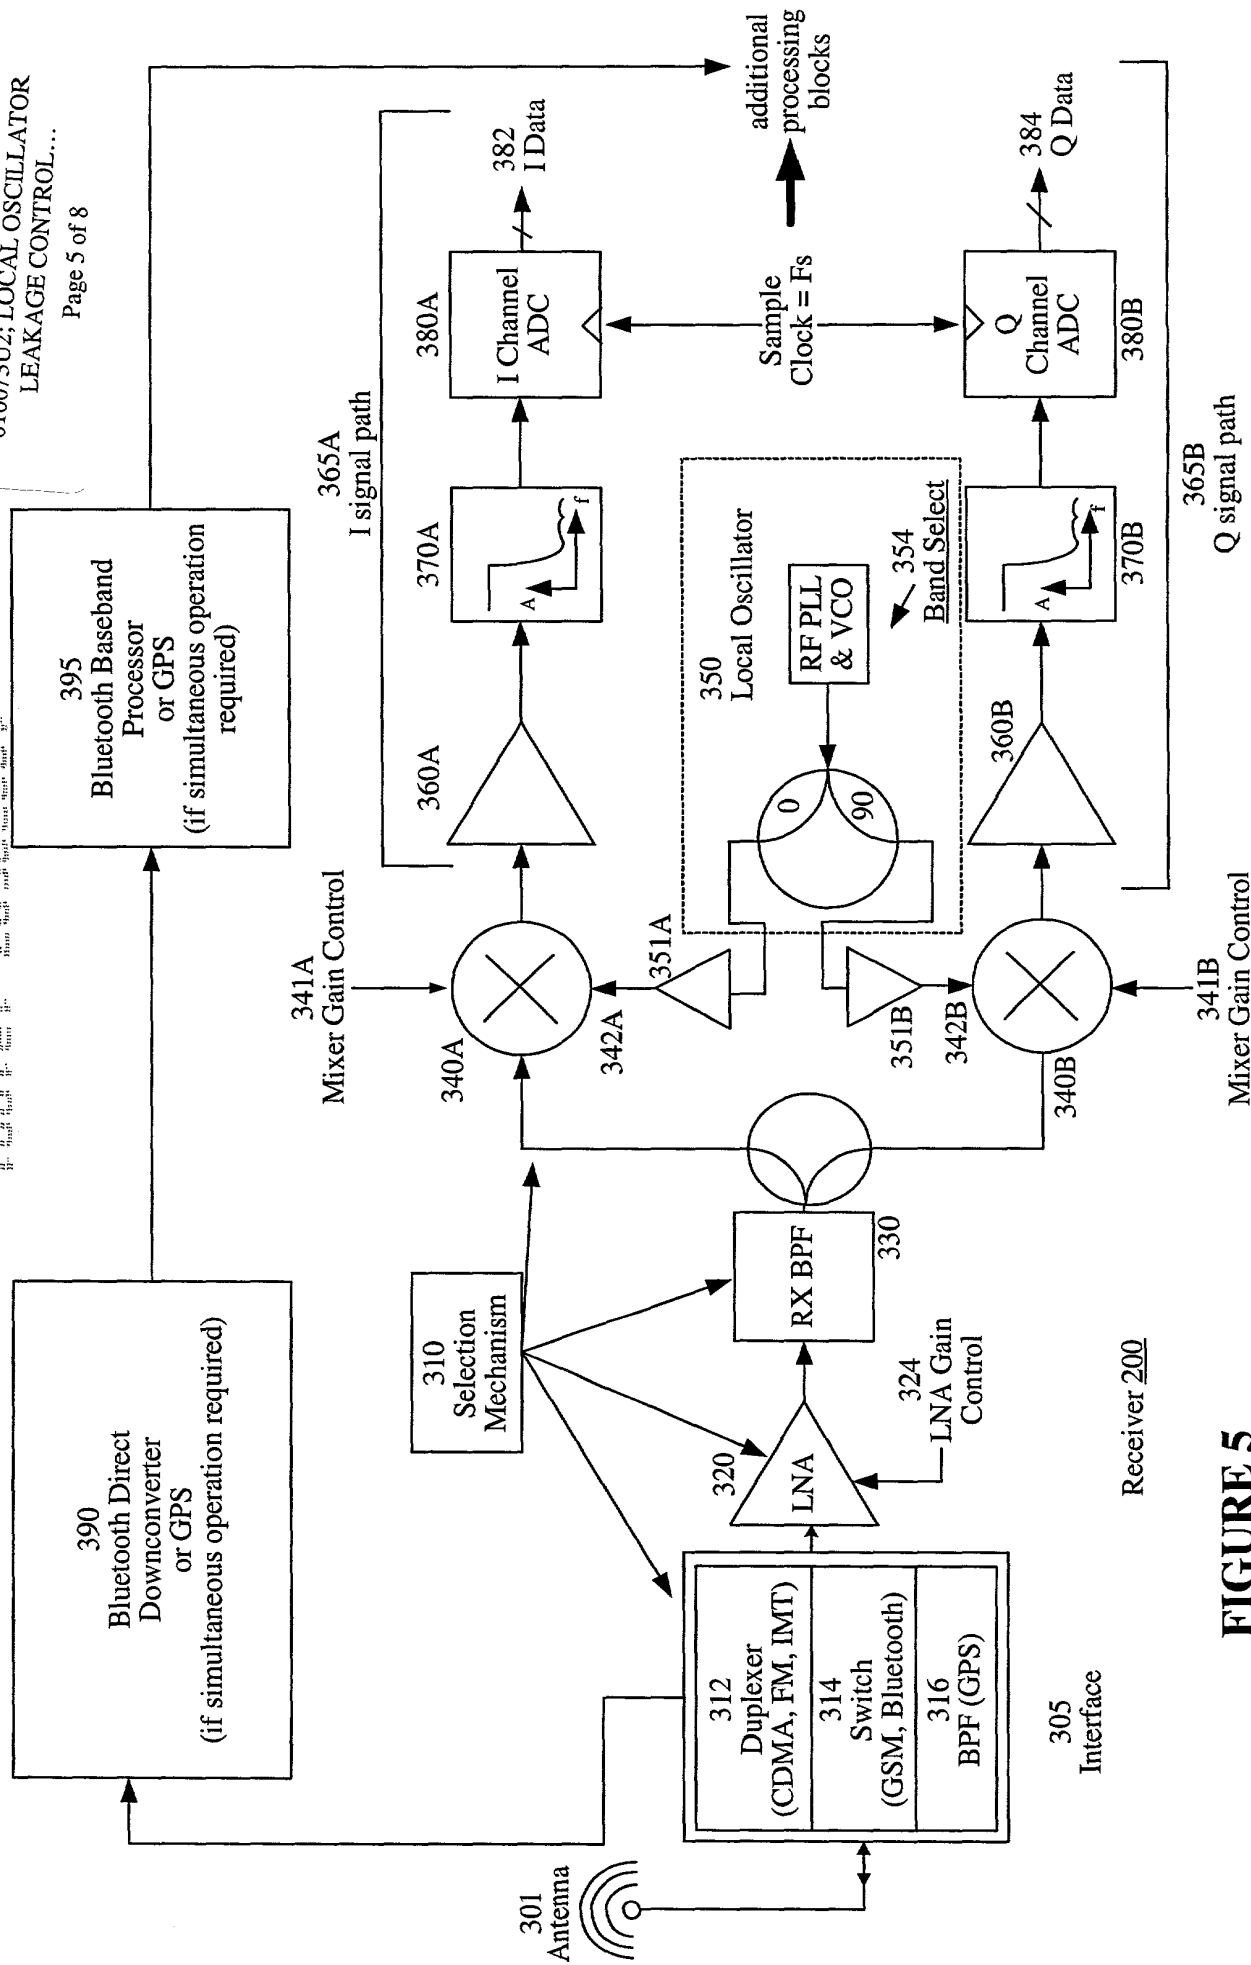 LOCAL OSCILLATOR
LEAKAGE CONTROL...
Page 5 of 8
390
Bluetooth Direct
Downconverter
or GPS
(if simultaneous operation required)
395
Bluetooth Baseband
Processor
or GPS
(if simultaneous operation
required)
301
Antenna
312
Duplexer
(CDMA, FM, IMT)
314
Switch
(GSM, Bluetooth)
316
BPF (GPS)
305
Interface
310
Selection
Mechanism
320
LNA
324
LNA Gain
Control
RX BPF
330
341A
Mixer Gain Control
340A
342A
351A
351B
342B
340B
341B
Mixer Gain Control
350
Local Oscillator
0
90
RF PLL
& VCO
354
Band Select
365A
I signal path
360A
370A
A
f
380A
I Channel
ADC
382
I Data
Sample
Clock = Fs
additional
processing
blocks
360B
370B
A
f
380B
Q
Channel
ADC
384
Q Data
365B
Q signal path
Receiver 200
FIGURE 5